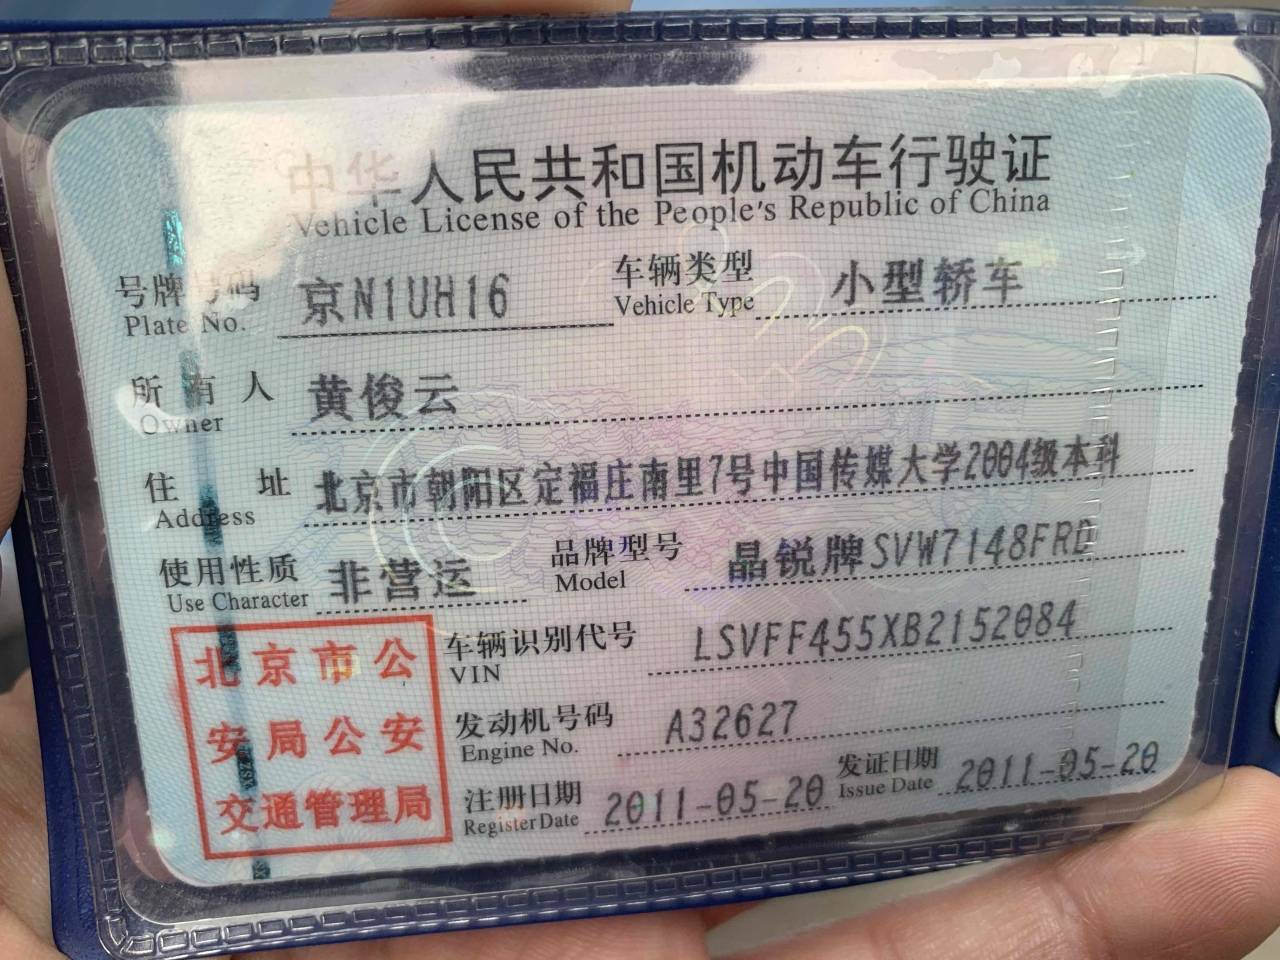 中华人民共和国机动车行驶证
Vehicle License of the People's Republic of China
号牌号码 京N1UH16 车辆类型 小型轿车
Plate No. Vehicle Type
所有人 黄俊云
Owner
住址 北京市朝阳区定福庄南里7号中国传媒大学2004级本科
Address
使用性质 非营运 品牌型号 晶锐牌SVW7148FRD
Use Character Model
车辆识别代号 LSVFF455XB2152084
VIN
发动机号码 A32627
Engine No.
注册日期 2011-05-20 发证日期 2011-05-20
Register Date Issue Date
北京市公
安局公安
交通管理局